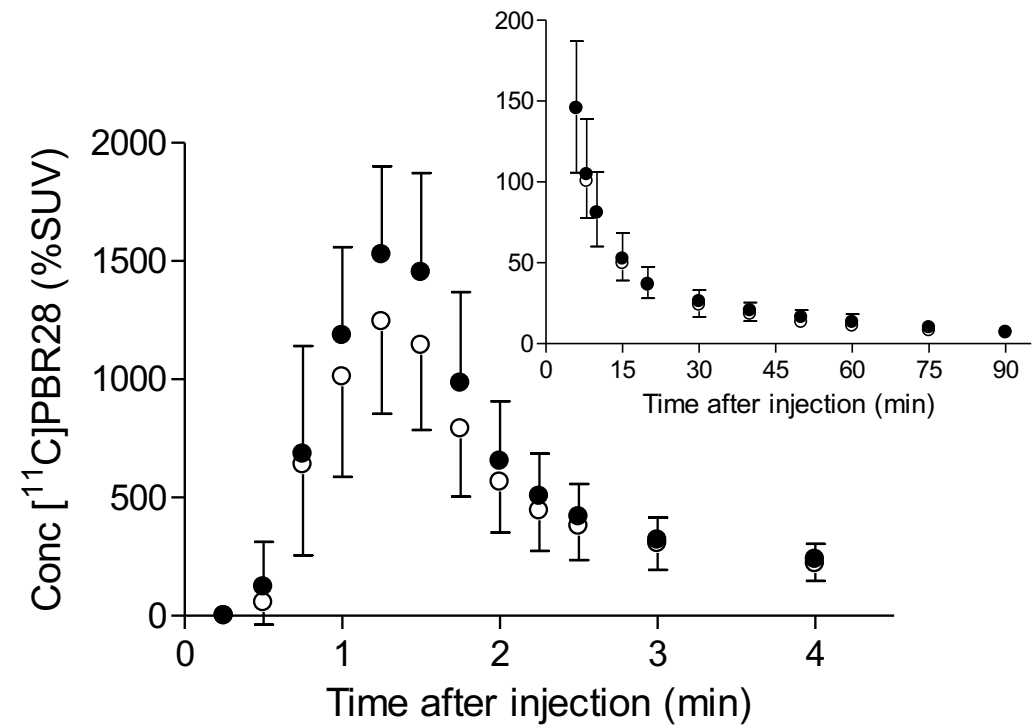 200
150
100
50
0
0 15 30 45 60 75 90
Time after injection (min)
2000
1500
1000
500
0
Conc [¹¹C]PBR28 (%SUV)
0 1 2 3 4
Time after injection (min)